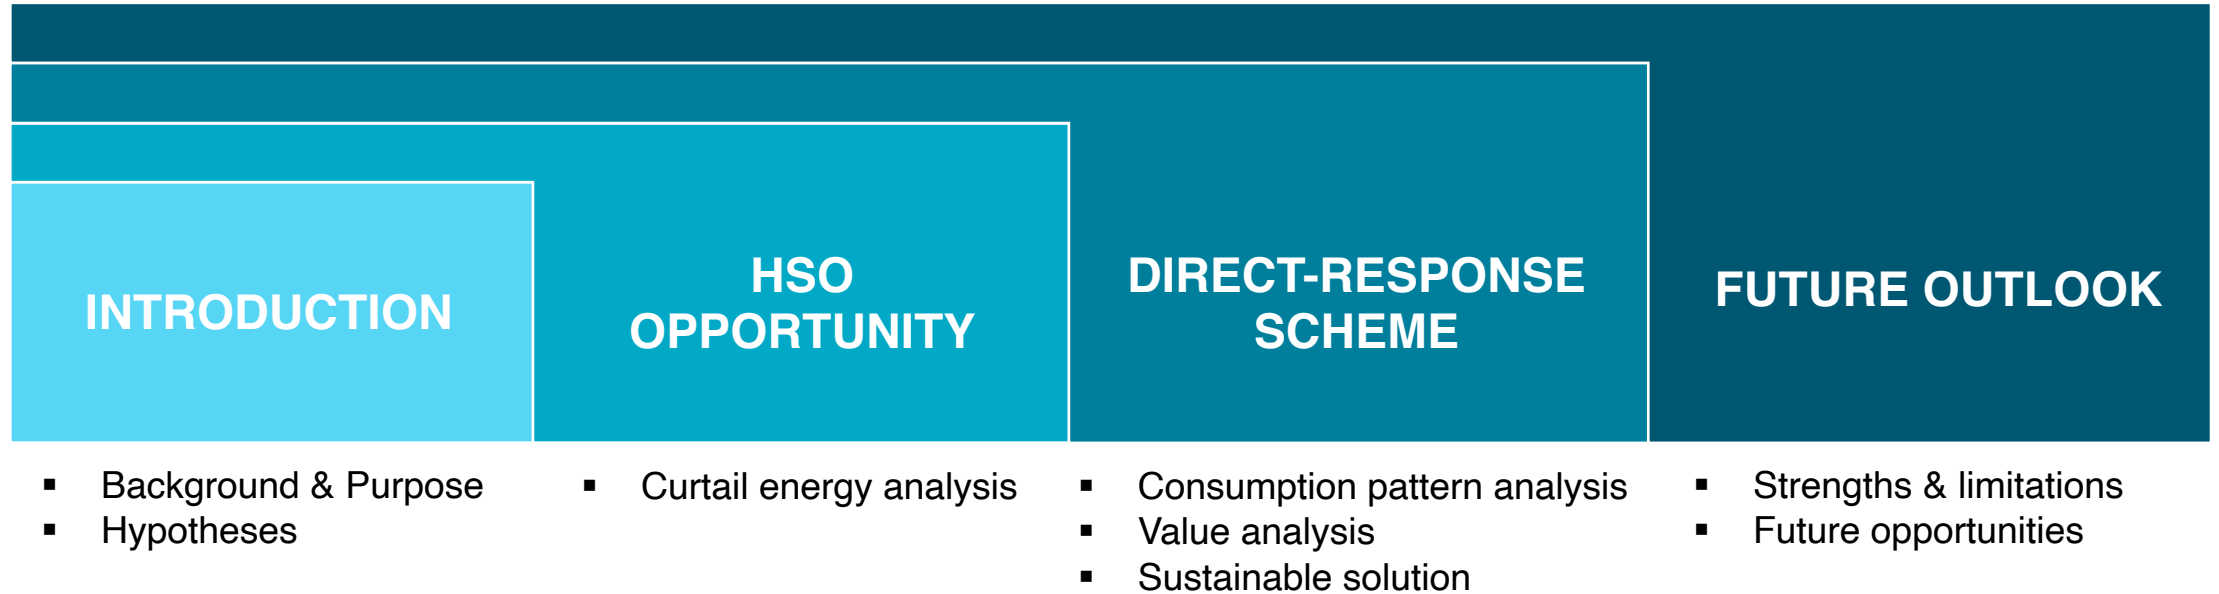 INTRODUCTION
HSO
OPPORTUNITY
DIRECT-RESPONSE
SCHEME
FUTURE OUTLOOK
▪ Background & Purpose
▪ Hypotheses
▪ Curtail energy analysis
▪ Consumption pattern analysis
▪ Value analysis
▪ Sustainable solution
▪ Strengths & limitations
▪ Future opportunities